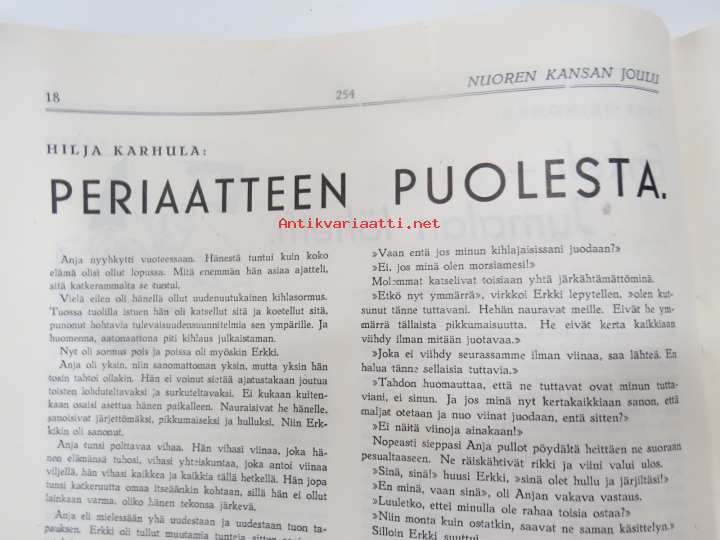 18
254
NUOREN KANSAN JOULU
HILJA KARHULA:
PERIAATTEEN PUOLESTA.
Antikvariaatti.net
Anja nyyhkytti vuoteessaan. Hänestä tuntui kuin koko
elämä olisi ollut lopussa. Mitä enemmän hän asiaa ajatteli,
sitä katkerammalta se tuntui.
Vielä eilen oli hänellä ollut uudenuutukainen kihlasormus.
Tuossa tuolilla istuen hän oli katsellut sitä ja koetellut sitä,
punonut hohtavia tulevaisuudensuunnitelmia sen ympärille. Ja
huomenna, aatonaattona piti kihlaus julkaistaman.
Nyt oli sormus pois ja poissa oli myöskin Erkki.
Anja oli yksin, niin sanomattoman yksin, mutta yksin hän
tosin tahtoi ollakin. Hän ei voinut sietää ajatustakaan joutua
toisten lohduteltavaksi ja surkuteltavaksi. Ei kukaan kuiten-
kaan osaisi asettua hänen paikalleen. Nauraisivat he hänelle,
sanoisivat järjettömäksi, pikkumaiseksi ja hulluksi. Niin Erk-
kikin oli sanonut.
Anja tunsi polttavaa vihaa. Hän vihasi viinaa, joka hä-
nen elämänsä tuhosi, vihasi yhteiskuntaa, joka antoi viinaa
viljellä, hän vihasi kaikkea ja kaikkia tällä hetkellä. Hän jopa
tunsi katkeruutta omaa itseäänkin kohtaan, sillä hän ei ollut
lainkaan varma, oliko hänen tekonsa järkevä.
Anja eli mielessään yhä uudestaan ja uudestaan tuon ta-
pauksen. Erkki oli tullut muutamia tunteja sitten
»Vaan entä jos minun kihlajaisissani juodaan?»
»Ei, jos minä olen morsiamesi!»
Molemmat katselivat toisiaan yhtä järkähtämättöminä.
»Etkö nyt ymmärrä», virkkoi Erkki lepytellen, »olen kut-
sunut tänne tuttavani. Hehän nauravat meille. Eivät he ym-
märrä tällaista pikkumaisuutta. He eivät kerta kaikkiaan
viihdy ilman mitään juotavaa.»
»Joka ei viihdy seurassamme ilman viinaa, saa lähteä. En
halua tänne sellaisia tuttavia.»
»Tahdon huomauttaa, että ne tuttavat ovat minun tutta-
viani, ei sinun. Ja jos minä nyt kertakaikkiaan sanon, että
maljat otetaan ja nuo viinat juodaan, entä sitten?»
»Ei näitä viinoja ainakaan!»
Nopeasti sieppasi Anja pullot pöydältä heittäen ne suoraan
pesualtaaseen. Ne räiskähtivät rikki ja viini valui ulos.
»Sinä, sinä!» huusi Erkki, »sinä olet hullu ja järjiltäsi!»
»En minä, vaan sinä», oli Anjan vakava vastaus.
»Luuletko, ettei minulla ole rahaa toisia ostaa?»
»Niin monta kuin ostatkin, saavat ne saman käsittelyn.»
Silloin Erkki suuttui